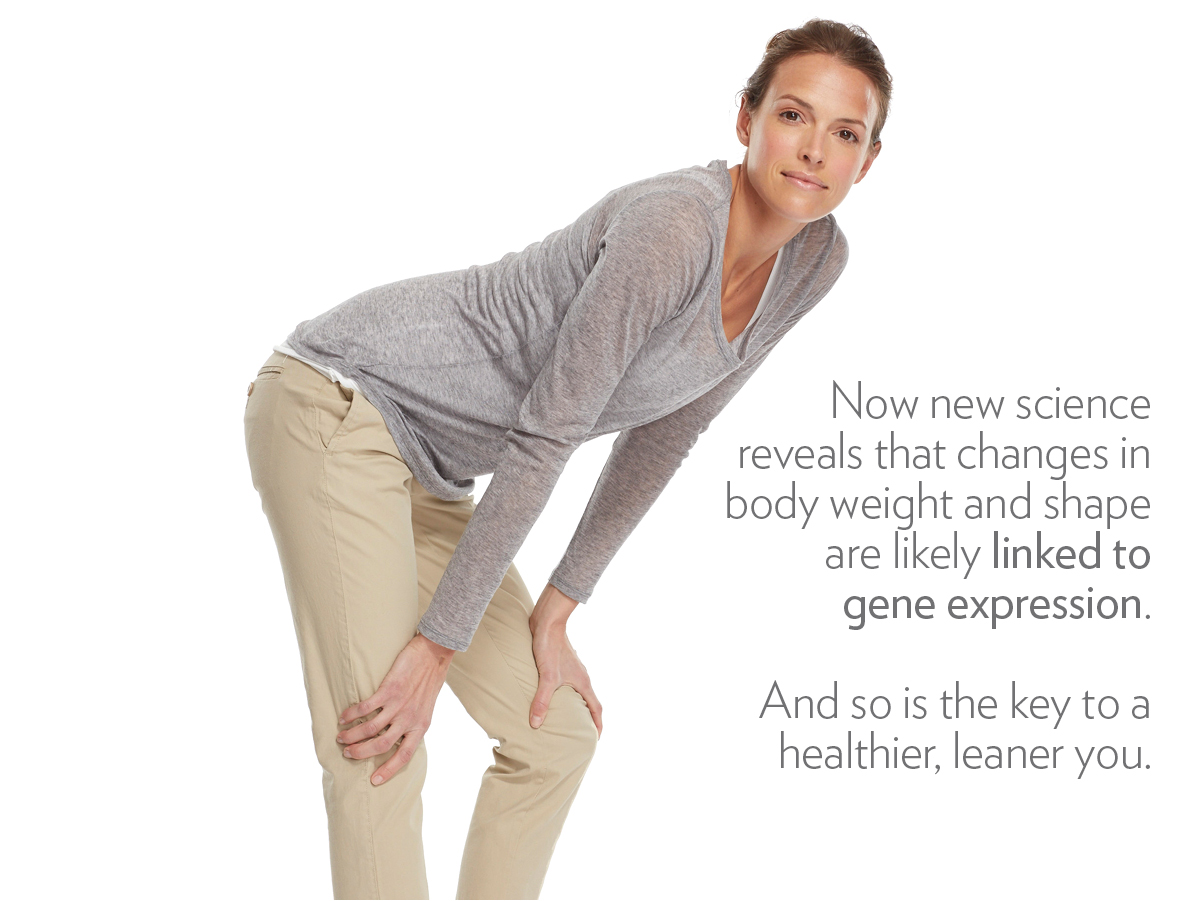 Now new science
reveals that changes in
body weight and shape
are likely linked to
gene expression.
And so is the key to a
healthier, leaner you.